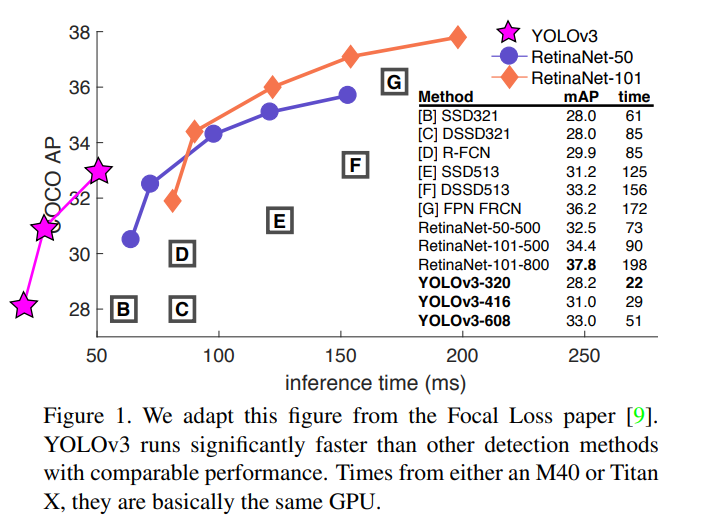 38
36
34
32
30
28
COCO AP
50
100
150
200
250
inference time (ms)
B
C
D
E
F
G
YOLOv3
RetinaNet-50
RetinaNet-101
Method mAP time
[B] SSD321 28.0 61
[C] DSSD321 28.0 85
[D] R-FCN 29.9 85
[E] SSD513 31.2 125
[F] DSSD513 33.2 156
[G] FPN FRCN 36.2 172
RetinaNet-50-500 32.5 73
RetinaNet-101-500 34.4 90
RetinaNet-101-800 37.8 198
YOLOv3-320 28.2 22
YOLOv3-416 31.0 29
YOLOv3-608 33.0 51
Figure 1. We adapt this figure from the Focal Loss paper [9].
YOLOv3 runs significantly faster than other detection methods
with comparable performance. Times from either an M40 or Titan
X, they are basically the same GPU.